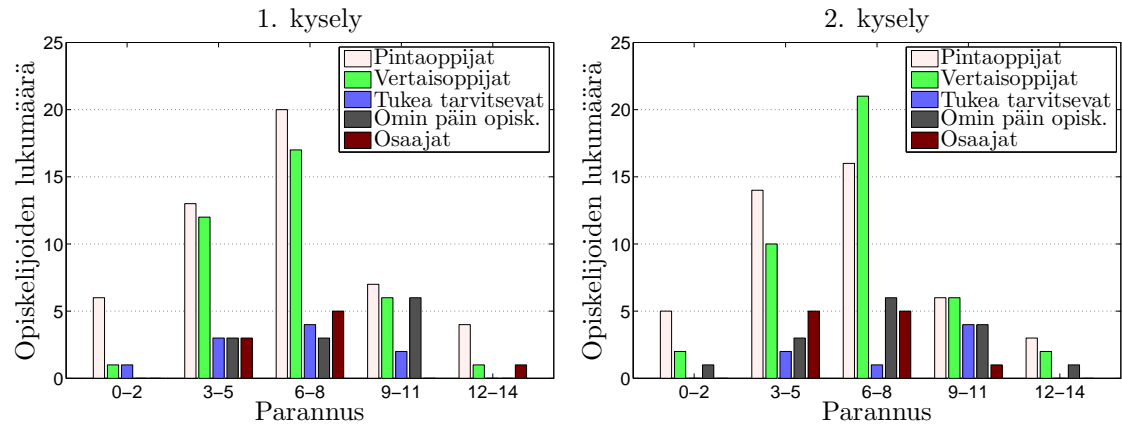 1. kysely
25
20
15
10
5
0
Opiskelijoiden lukumäärä
Pintaoppijat
Vertaisoppijat
Tukea tarvitsevat
Omin päin opisk.
Osaajat
0–2 3–5 6–8 9–11 12–14
Parannus
2. kysely
25
20
15
10
5
0
Opiskelijoiden lukumäärä
Pintaoppijat
Vertaisoppijat
Tukea tarvitsevat
Omin päin opisk.
Osaajat
0–2 3–5 6–8 9–11 12–14
Parannus